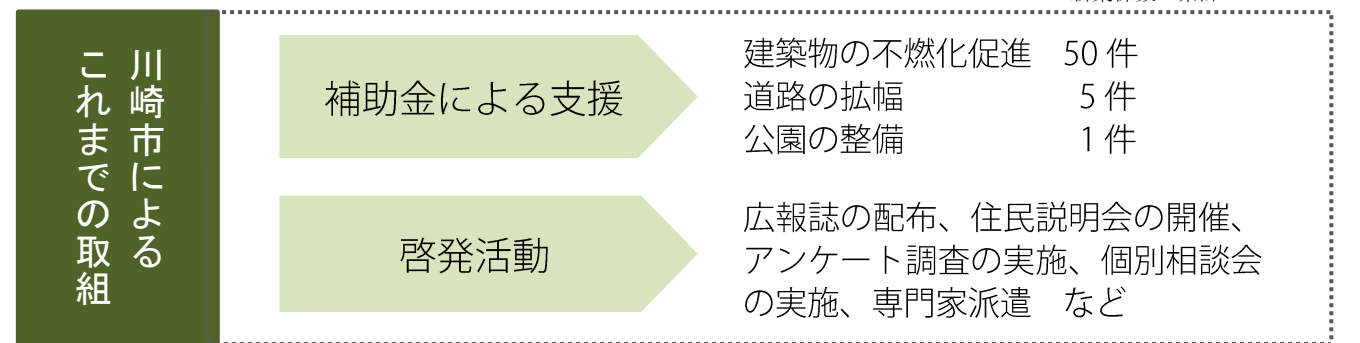 川崎市による
これまでの取組
補助金による支援
建築物の不燃化促進　50 件
道路の拡幅　5 件
公園の整備　1 件
啓発活動
広報誌の配布、住民説明会の開催、
アンケート調査の実施、個別相談会
の実施、専門家派遣　など